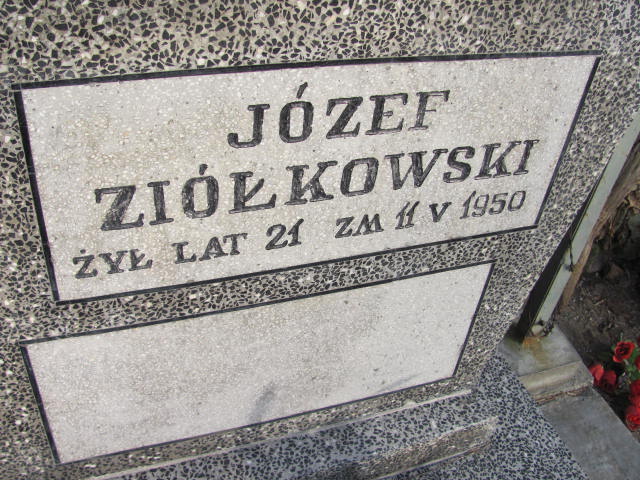 JÓZEF
ZIÓŁKOWSKI
ŻYŁ LAT 21 ZM 11 V 1950